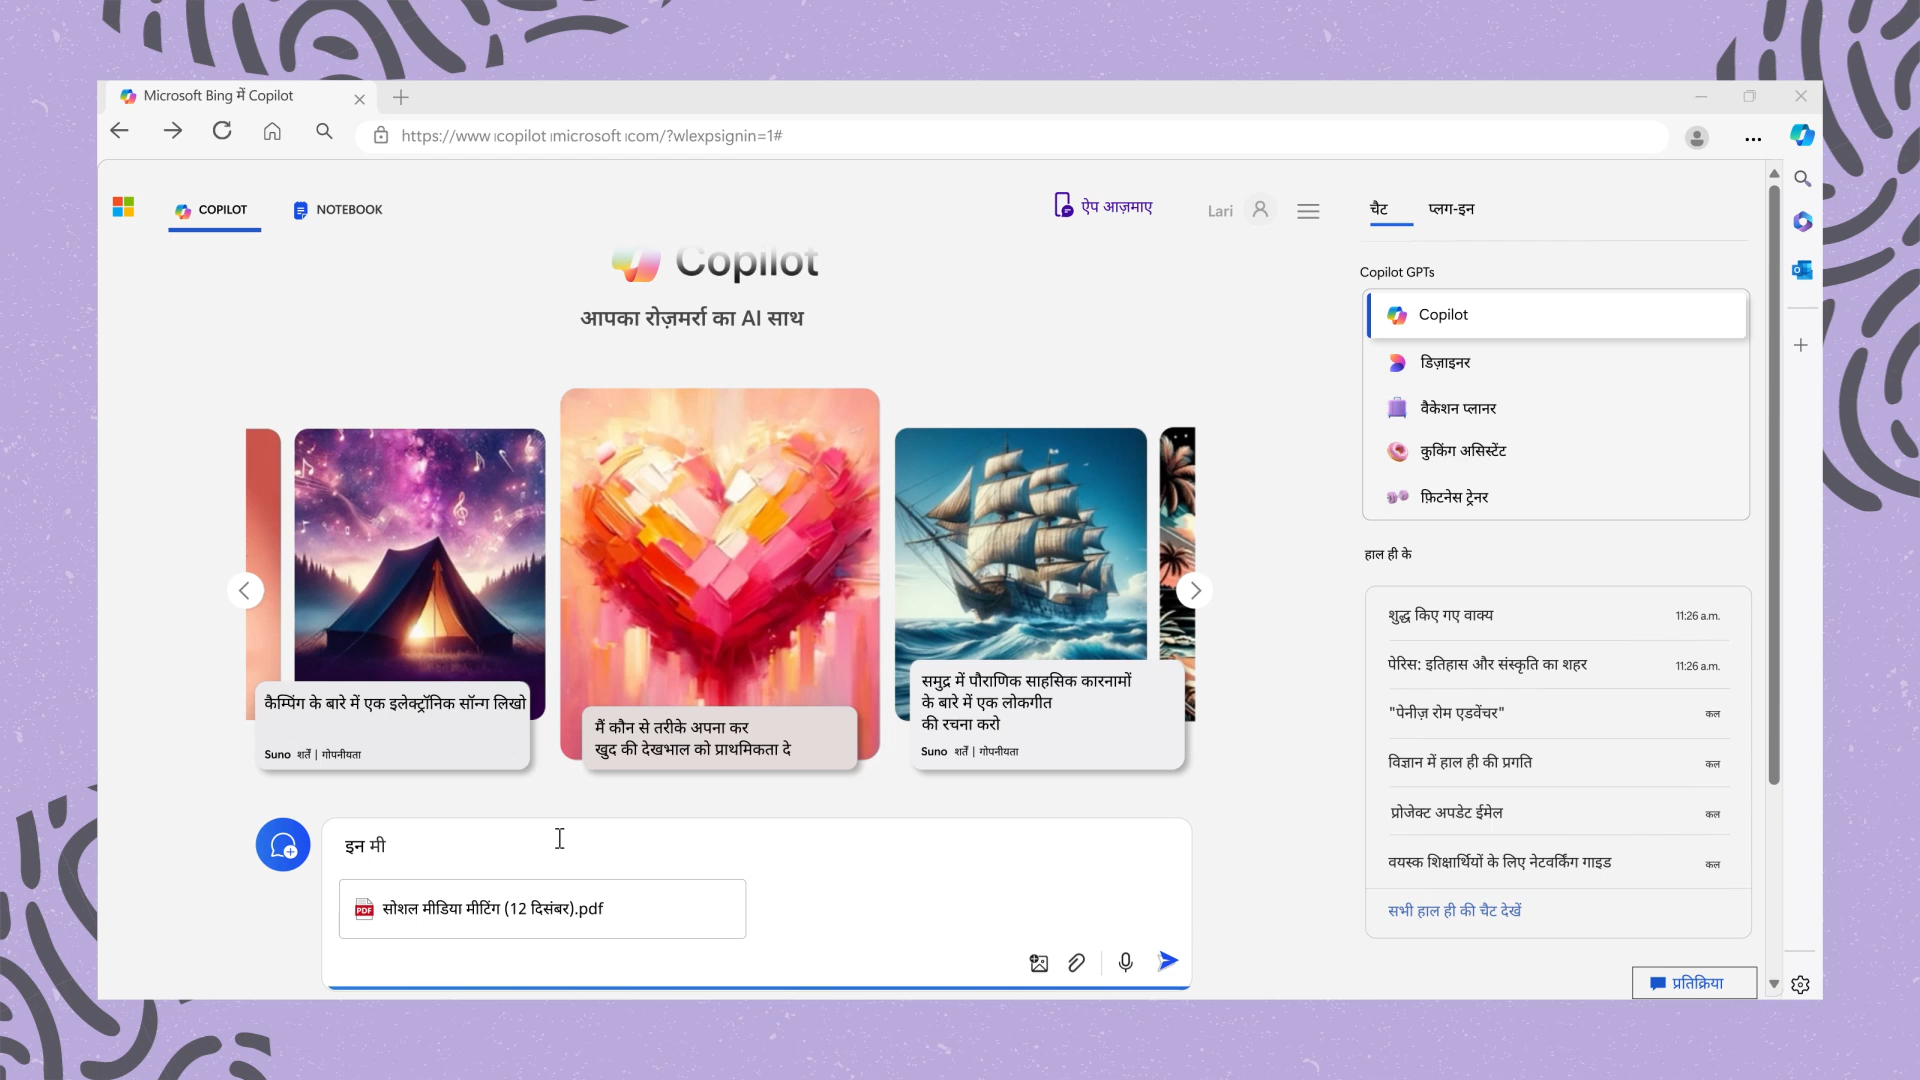 Microsoft Bing में Copilot
https://www.copilot.microsoft.com/?wlexpsignin=1#
COPILOT
NOTEBOOK
ऐप आज़माए
Lari
चैट
प्लग-इन
Copilot
आपका रोज़मर्रा का AI साथ
Copilot GPTs
Copilot
डिज़ाइनर
वैकेशन प्लानर
कुकिंग असिस्टेंट
फ़िटनेस ट्रेनर
कैम्पिंग के बारे में एक इलेक्ट्रॉनिक सॉन्ग लिखो
Suno शर्तें | गोपनीयता
मैं कौन से तरीके अपना कर
खुद की देखभाल को प्राथमिकता दे
समुद्र में पौराणिक साहसिक कारनामों
के बारे में एक लोकगीत
की रचना करो
Suno शर्तें | गोपनीयता
हाल ही के
शुद्ध किए गए वाक्य 11:26 a.m.
पेरिस: इतिहास और संस्कृति का शहर 11:26 a.m.
"पेनीज़ रोम एडवेंचर" कल
विज्ञान में हाल ही की प्रगति कल
प्रोजेक्ट अपडेट ईमेल कल
वयस्क शिक्षार्थियों के लिए नेटवर्किंग गाइड कल
सभी हाल ही की चैट देखें
इन मी
PDF
सोशल मीडिया मीटिंग (12 दिसंबर).pdf
प्रतिक्रिया